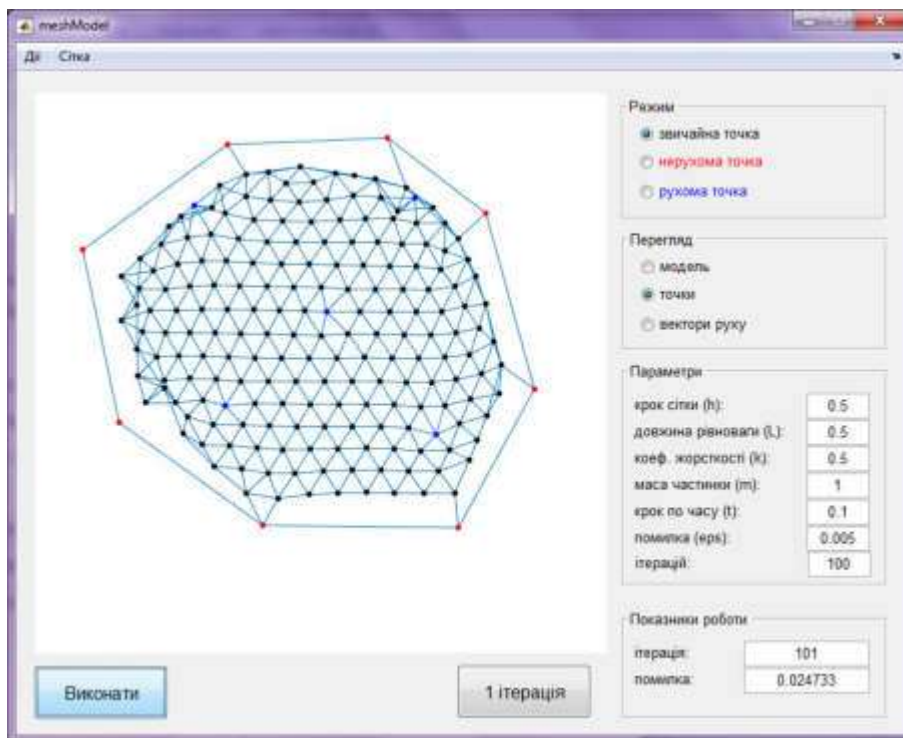 meshModel
Дії Сітка
Режим
звичайна точка
нерухома точка
рухома точка
Перегляд
модель
точки
вектори руху
Параметри
крок сітки (h): 0.5
довжина рівноваги (L): 0.5
коеф. жорсткості (k): 0.5
маса частинки (m): 1
крок по часу (t): 0.1
помилка (eps): 0.005
ітерацій: 100
Показники роботи
ітерація: 101
помилка: 0.024733
Виконати
1 ітерація